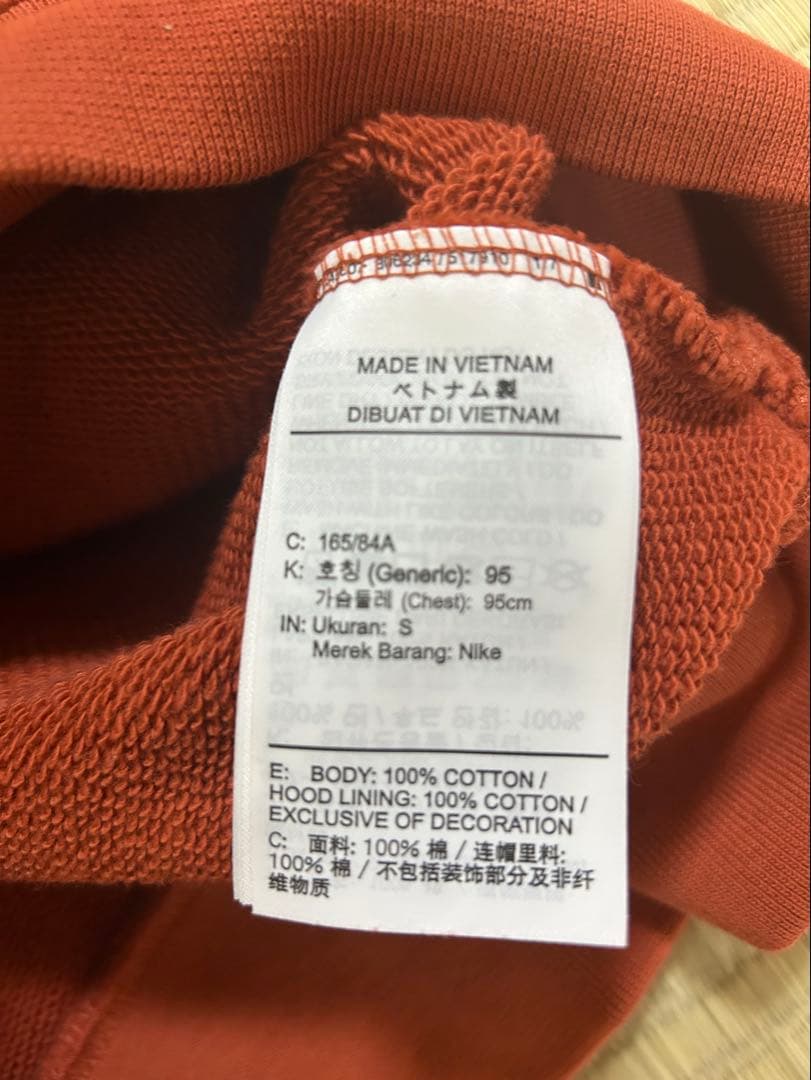 MADE IN VIETNAM
ベトナム製
DIBUAT DI VIETNAM
C: 165/84A
K: 호칭 (Generic): 95
가슴둘레 (Chest): 95cm
IN: Ukuran: S
Merek Barang: Nike
E: BODY: 100% COTTON /
HOOD LINING: 100% COTTON /
EXCLUSIVE OF DECORATION
C: 面料: 100% 棉 / 连帽里料:
100% 棉 / 不包括装饰部分及非纤
维物质